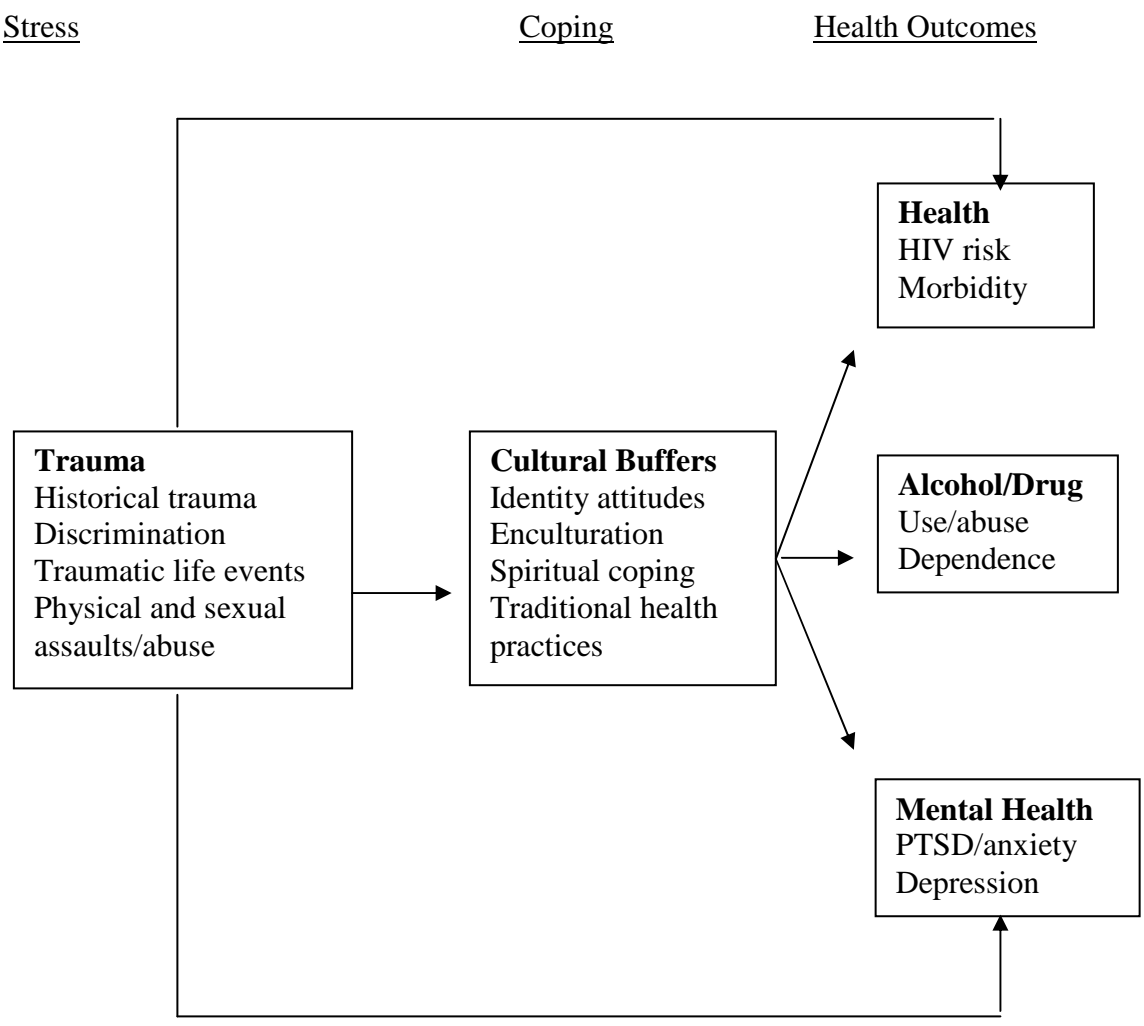 Stress
Coping
Health Outcomes
Health
HIV risk
Morbidity
Trauma
Historical trauma
Discrimination
Traumatic life events
Physical and sexual
assaults/abuse
Cultural Buffers
Identity attitudes
Enculturation
Spiritual coping
Traditional health
practices
Alcohol/Drug
Use/abuse
Dependence
Mental Health
PTSD/anxiety
Depression